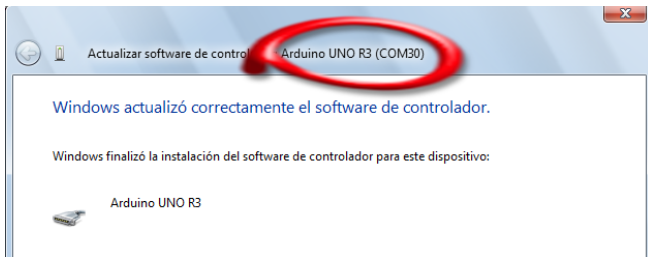 Actualizar software de control - Arduino UNO R3 (COM30)
Windows actualizó correctamente el software de controlador.
Windows finalizó la instalación del software de controlador para este dispositivo:
Arduino UNO R3